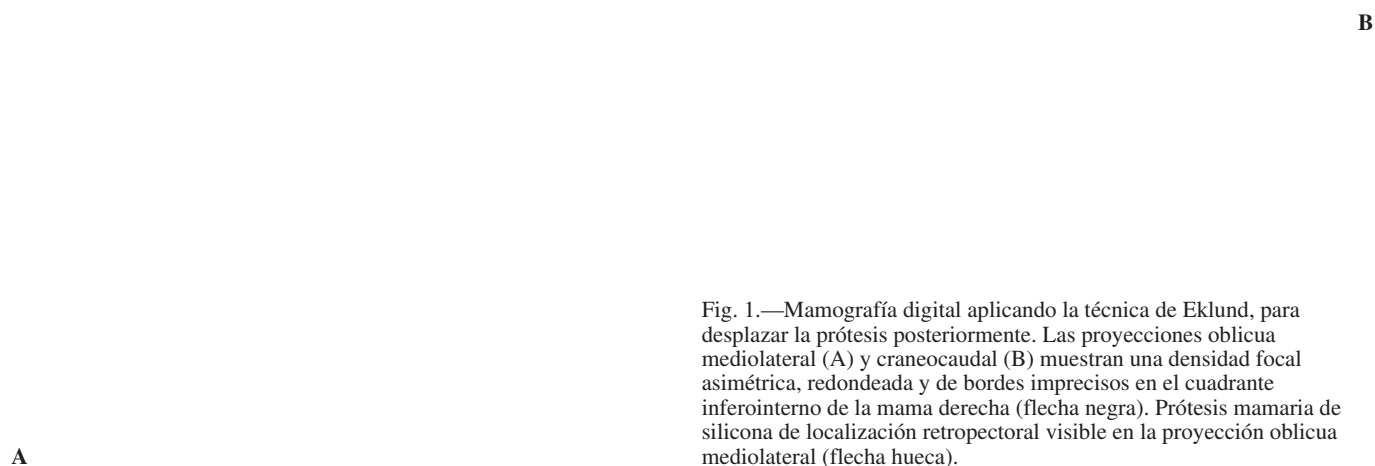 B
Fig. 1.—Mamografía digital aplicando la técnica de Eklund, para
desplazar la prótesis posteriormente. Las proyecciones oblicua
mediolateral (A) y craneocaudal (B) muestran una densidad focal
asimétrica, redondeada y de bordes imprecisos en el cuadrante
inferointerno de la mama derecha (flecha negra). Prótesis mamaria de
silicona de localización retropectoral visible en la proyección oblicua
mediolateral (flecha hueca).
A